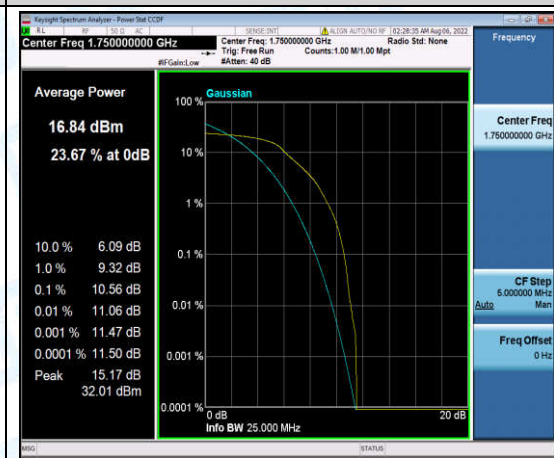 Keysight Spectrum Analyzer - Power Stat CCDF
RL RF 50 Ω AC SENSE:INT ALIGN AUTO/NO RF 02:28:35 AM Aug 06, 2022
Center Freq 1.750000000 GHz
Center Freq: 1.750000000 GHz Radio Std: None
Trig: Free Run Counts:1.00 M/1.00 Mpt
#IFGain:Low #Atten: 40 dB
Frequency
Average Power
16.84 dBm
23.67 % at 0dB
10.0 % 6.09 dB
1.0 % 9.32 dB
0.1 % 10.56 dB
0.01 % 11.06 dB
0.001 % 11.47 dB
0.0001 % 11.50 dB
Peak 15.17 dB
32.01 dBm
Gaussian
100 %
10 %
1 %
0.1 %
0.01 %
0.001 %
0.0001 %
0 dB 20 dB
Info BW 25.000 MHz
Center Freq
1.750000000 GHz
CF Step
5.000000 MHz
Auto Man
Freq Offset
0 Hz
MSG STATUS